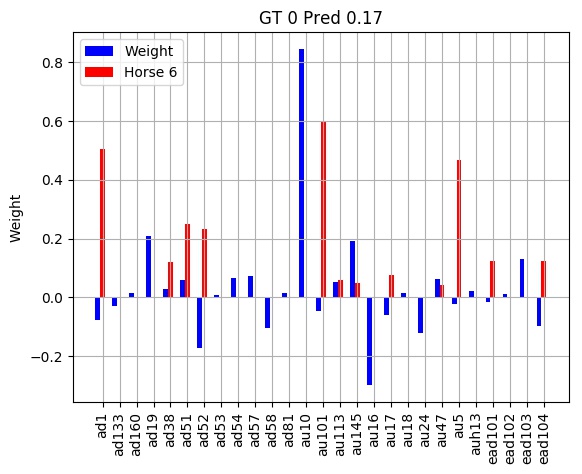 GT 0 Pred 0.17
Weight
Horse 6
Weight
0.8
0.6
0.4
0.2
0.0
−0.2
ad1
ad133
ad160
ad19
ad38
ad51
ad52
ad53
ad54
ad57
ad58
ad81
au10
au101
au113
au145
au16
au17
au18
au24
au47
au5
auh13
ead101
ead102
ead103
ead104